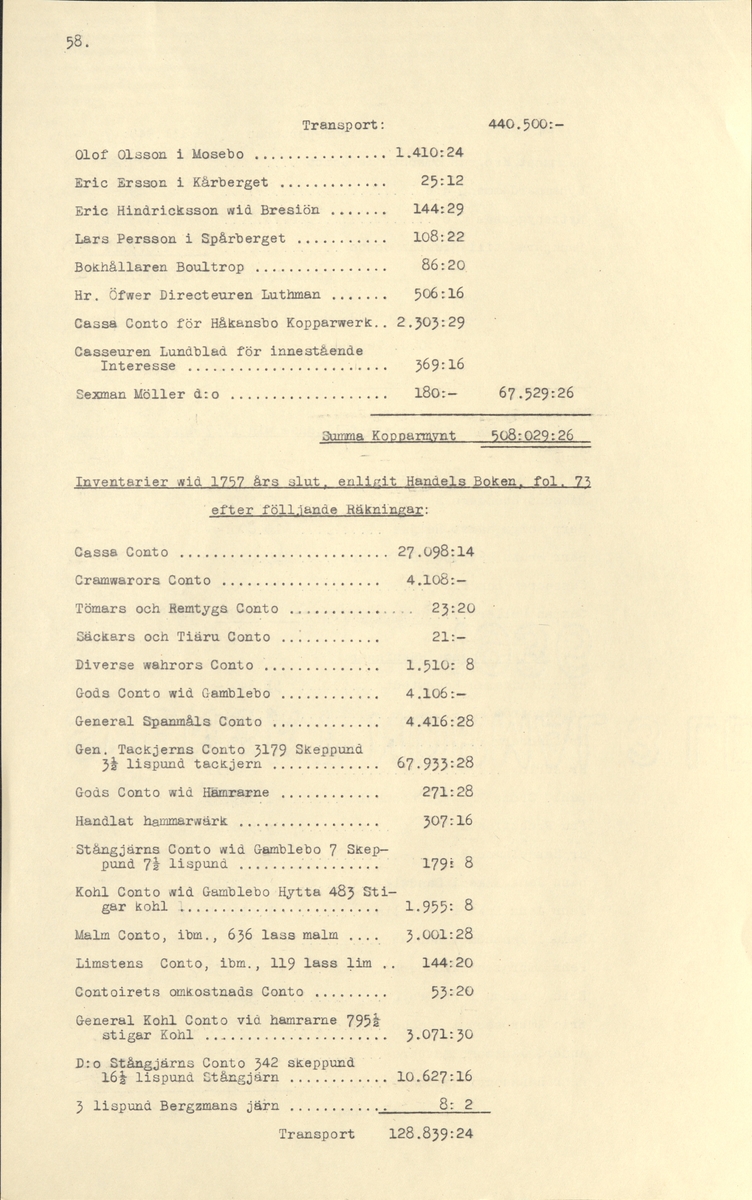 58.
Transport: 440.500:-
Olof Olsson i Mosebo ................ 1.410:24
Eric Ersson i Kårberget ............. 25:12
Eric Hindricksson wid Bresiön ....... 144:29
Lars Persson i Spårberget ........... 108:22
Bokhållaren Boultrop ................ 86:20
Hr. Öfwer Directeuren Luthman ....... 506:16
Cassa Conto för Håkansbo Kopparwerk.. 2.303:29
Casseuren Lundblad för innestående
Interesse ........................ 369:16
Sexman Möller d:o ................... 180:- 67.529:26
Summa Kopparmynt 508:029:26
Inventarier wid 1757 års slut, enligit Handels Boken, fol. 73
efter föllJande Räkningar:
Cassa Conto ......................... 27.098:14
Cramwarors Conto ................... 4.108:-
Tömars och Remtygs Conto ............... 23:20
Säckars och Tiäru Conto ............ 21:-
Diverse wahrors Conto .............. 1.510: 8
Gods Conto wid Gamblebo ............ 4.106:-
General Spanmåls Conto ............. 4.416:28
Gen. Tackjerns Conto 3179 Skeppund
3½ lispund tackjern ............. 67.933:28
Gods Conto wid Hamrarne ............ 271:28
Handlat hammarwärk ................. 307:16
Stångjärns Conto wid Gamblebo 7 Skep-
pund 7½ lispund ................. 179: 8
Kohl Conto wid Gamblebo Hytta 483 Sti-
gar kohl ........................ 1.955: 8
Malm Conto, ibm., 636 lass malm .... 3.001:28
Limstens Conto, ibm., 119 lass lim .. 144:20
Contoirets omkostnads Conto ......... 53:20
General Kohl Conto vid hamrarne 795½
stigar Kohl ...................... 3.071:30
D:o Stångjärns Conto 342 skeppund
16½ lispund Stångjärn ............ 10.627:16
3 lispund Bergzmans järn ............ 8: 2
Transport 128.839:24